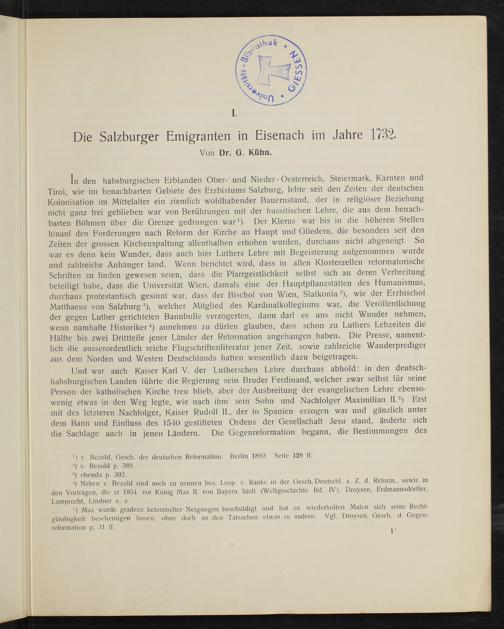 Universitäts-Bibliothek • GIESSEN •
I.
Die Salzburger Emigranten in Eisenach im Jahre 1732.
Von Dr. G. Kühn.
In den habsburgischen Erblanden Ober- und Nieder-Oesterreich, Steiermark, Kärnten und
Tirol, wie im benachbarten Gebiete des Erzbistums Salzburg, lebte seit den Zeiten der deutschen
Kolonisation im Mittelalter ein ziemlich wohlhabender Bauernstand, der in religiöser Beziehung
nicht ganz frei geblieben war von Berührungen mit der hussitischen Lehre, die aus dem benach-
barten Böhmen über die Grenze gedrungen war¹). Der Klerus war bis in die höheren Stellen
hinauf den Forderungen nach Reform der Kirche an Haupt und Gliedern, die besonders seit den
Zeiten der grossen Kirchenspaltung allenthalben erhoben wurden, durchaus nicht abgeneigt. So
war es denn kein Wunder, dass auch hier Luthers Lehre mit Begeisterung aufgenommen wurde
und zahlreiche Anhänger fand. Wenn berichtet wird, dass in allen Klosterzellen reformatorische
Schriften zu finden gewesen seien, dass die Pfarrgeistlichkeit selbst sich an deren Verbreitung
beteiligt habe, dass die Universität Wien, damals eine der Hauptpflanzstätten des Humanismus,
durchaus protestantisch gesinnt war, dass der Bischof von Wien, Slatkonia²), wie der Erzbischof
Matthaeus von Salzburg³), welcher Mitglied des Kardinalkollegiums war, die Veröffentlichung
der gegen Luther gerichteten Bannbulle verzögerten, dann darf es uns nicht Wunder nehmen,
wenn namhafte Historiker⁴) annehmen zu dürfen glauben, dass schon zu Luthers Lebzeiten die
Hälfte bis zwei Drittteile jener Länder der Reformation angehangen haben. Die Presse, nament-
lich die ausserordentlich reiche Flugschriftenliteratur jener Zeit, sowie zahlreiche Wanderprediger
aus dem Norden und Westen Deutschlands hatten wesentlich dazu beigetragen.
Und war auch Kaiser Karl V. der Lutherschen Lehre durchaus abhold: in den deutsch-
habsburgischen Landen führte die Regierung sein Bruder Ferdinand, welcher zwar selbst für seine
Person der katholischen Kirche treu blieb, aber der Ausbreitung der evangelischen Lehre ebenso-
wenig etwas in den Weg legte, wie nach ihm sein Sohn und Nachfolger Maximilian II.⁵) Erst
mit des letzteren Nachfolger, Kaiser Rudolf II., der in Spanien erzogen war und gänzlich unter
dem Bann und Einfluss des 1540 gestifteten Ordens der Gesellschaft Jesu stand, änderte sich
die Sachlage auch in jenen Ländern. Die Gegenreformation begann, die Bestimmungen des
¹) v. Bezold, Gesch. der deutschen Reformation. Berlin 1890. Seite 128 ff.
²) v. Bezold p. 389.
³) ebenda p. 302.
⁴) Neben v. Bezold sind noch zu nennen bes. Leop. v. Ranke in der Gesch. Deutschl. z. Z. d. Reform., sowie in
den Vorträgen, die er 1854 vor König Max II. von Bayern hielt (Weltgeschichte Bd. IV), Droysen, Erdmannsdörffer,
Lamprecht, Lindner u. a.
⁵) Max wurde gradezu ketzerischer Neigungen beschuldigt und hat zu wiederholten Malen sich seine Recht-
gläubigkeit bescheinigen lassen, ohne doch an den Tatsachen etwas zu ändern. Vgl. Droysen, Gesch. d. Gegen-
reformation p. 31 ff.
1*